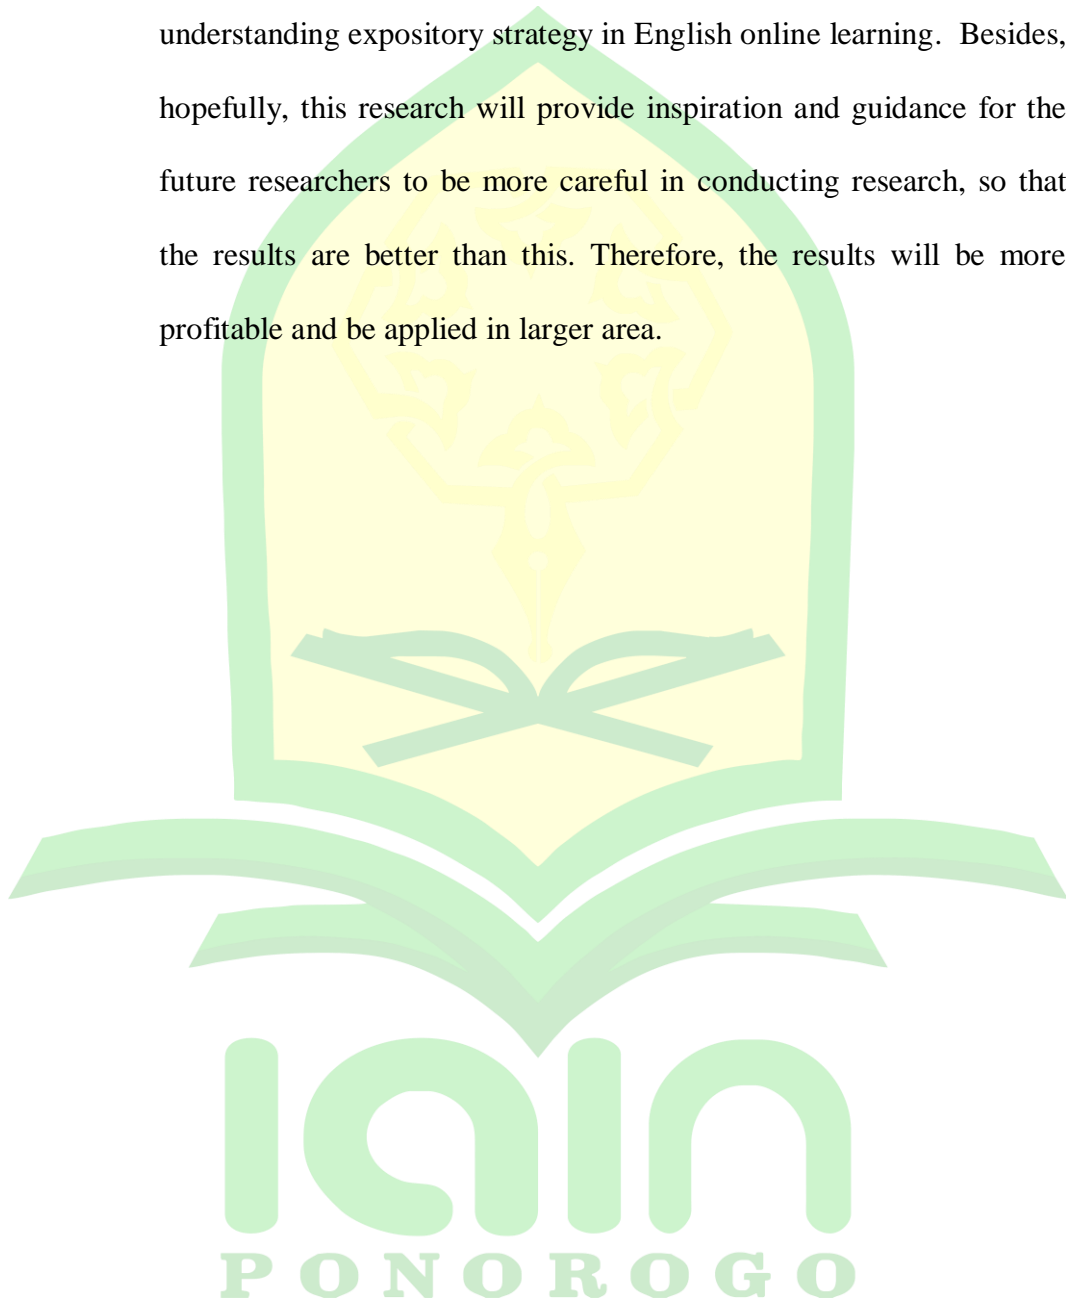 understanding expository strategy in English online learning.  Besides,
hopefully, this research will provide inspiration and guidance for the
future researchers to be more careful in conducting research, so that
the results are better than this. Therefore, the results will be more
profitable and be applied in larger area.
iain
PONOROGO